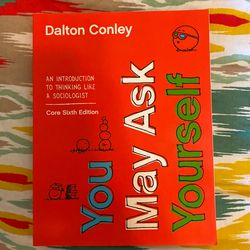 Dalton Conley
AN INTRODUCTION
TO THINKING LIKE
A SOCIOLOGIST
Core Sixth Edition
You
May Ask
Yourself